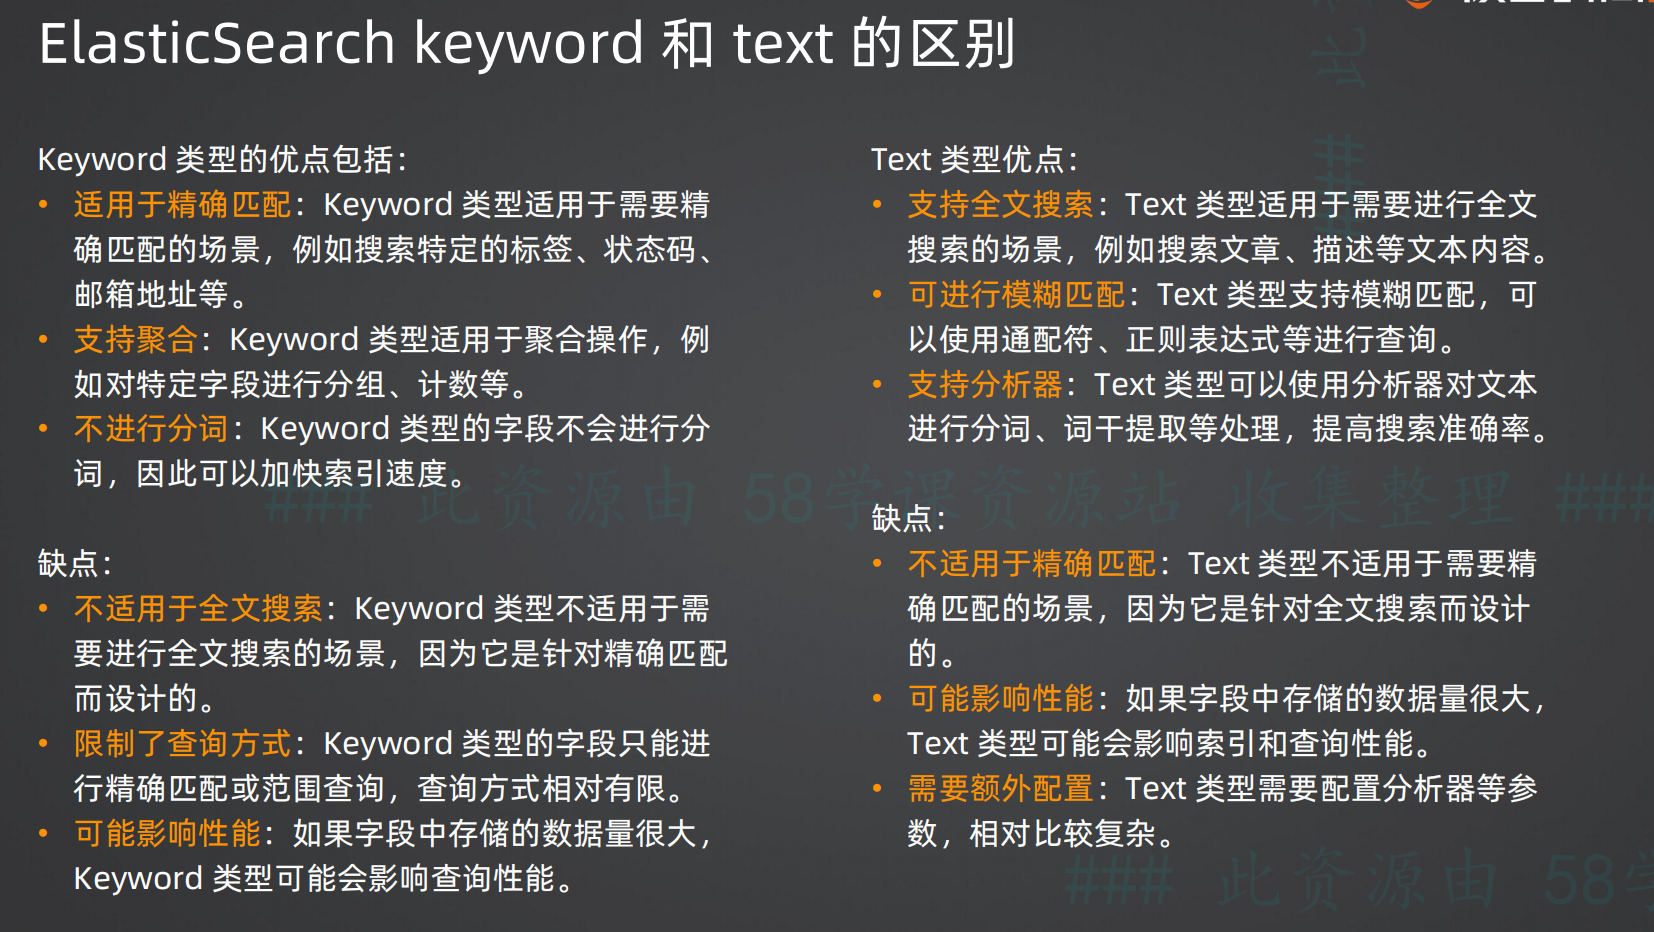 ElasticSearch keyword 和 text 的区别
Keyword 类型的优点包括：
• 适用于精确匹配：Keyword 类型适用于需要精
确匹配的场景，例如搜索特定的标签、状态码、
邮箱地址等。
• 支持聚合：Keyword 类型适用于聚合操作，例
如对特定字段进行分组、计数等。
• 不进行分词：Keyword 类型的字段不会进行分
词，因此可以加快索引速度。
缺点：
• 不适用于全文搜索：Keyword 类型不适用于需
要进行全文搜索的场景，因为它是针对精确匹配
而设计的。
• 限制了查询方式：Keyword 类型的字段只能进
行精确匹配或范围查询，查询方式相对有限。
• 可能影响性能：如果字段中存储的数据量很大，
Keyword 类型可能会影响查询性能。
Text 类型优点：
• 支持全文搜索：Text 类型适用于需要进行全文
搜索的场景，例如搜索文章、描述等文本内容。
• 可进行模糊匹配：Text 类型支持模糊匹配，可
以使用通配符、正则表达式等进行查询。
• 支持分析器：Text 类型可以使用分析器对文本
进行分词、词干提取等处理，提高搜索准确率。
缺点：
• 不适用于精确匹配：Text 类型不适用于需要精
确匹配的场景，因为它是针对全文搜索而设计
的。
• 可能影响性能：如果字段中存储的数据量很大，
Text 类型可能会影响索引和查询性能。
• 需要额外配置：Text 类型需要配置分析器等参
数，相对比较复杂。
### 此资源由 58学课资源站 收集整理 ###
### 此资源由 58学
### 此